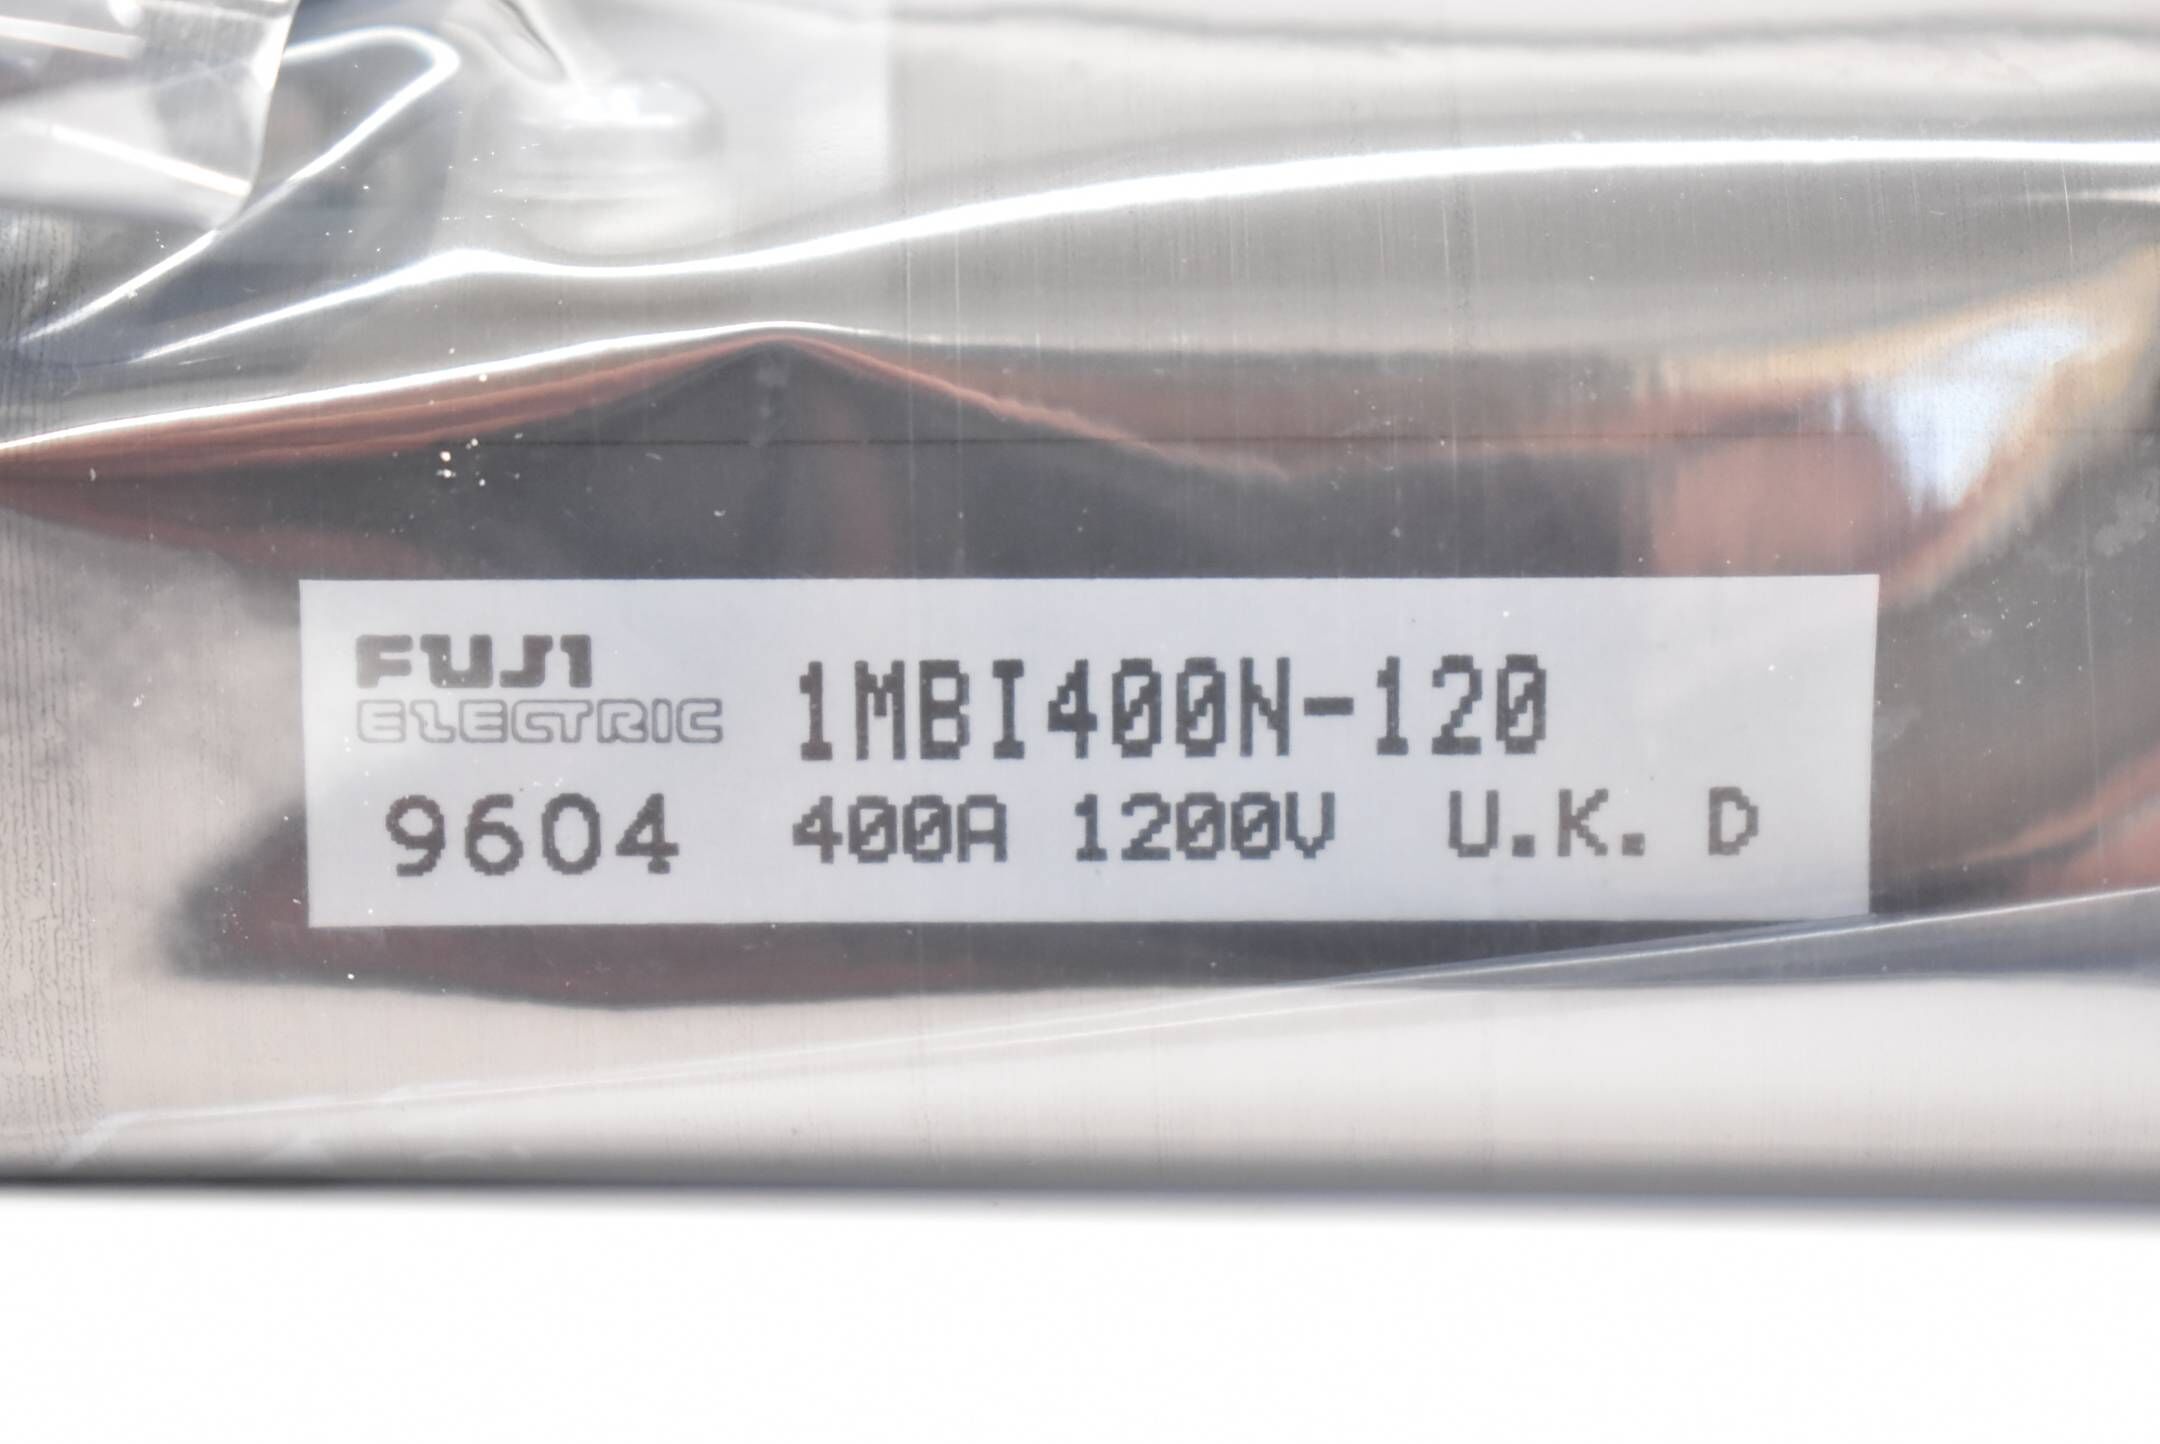 FUJI
ELECTRIC
1MBI400N-120
9604 400A 1200V U.K. D